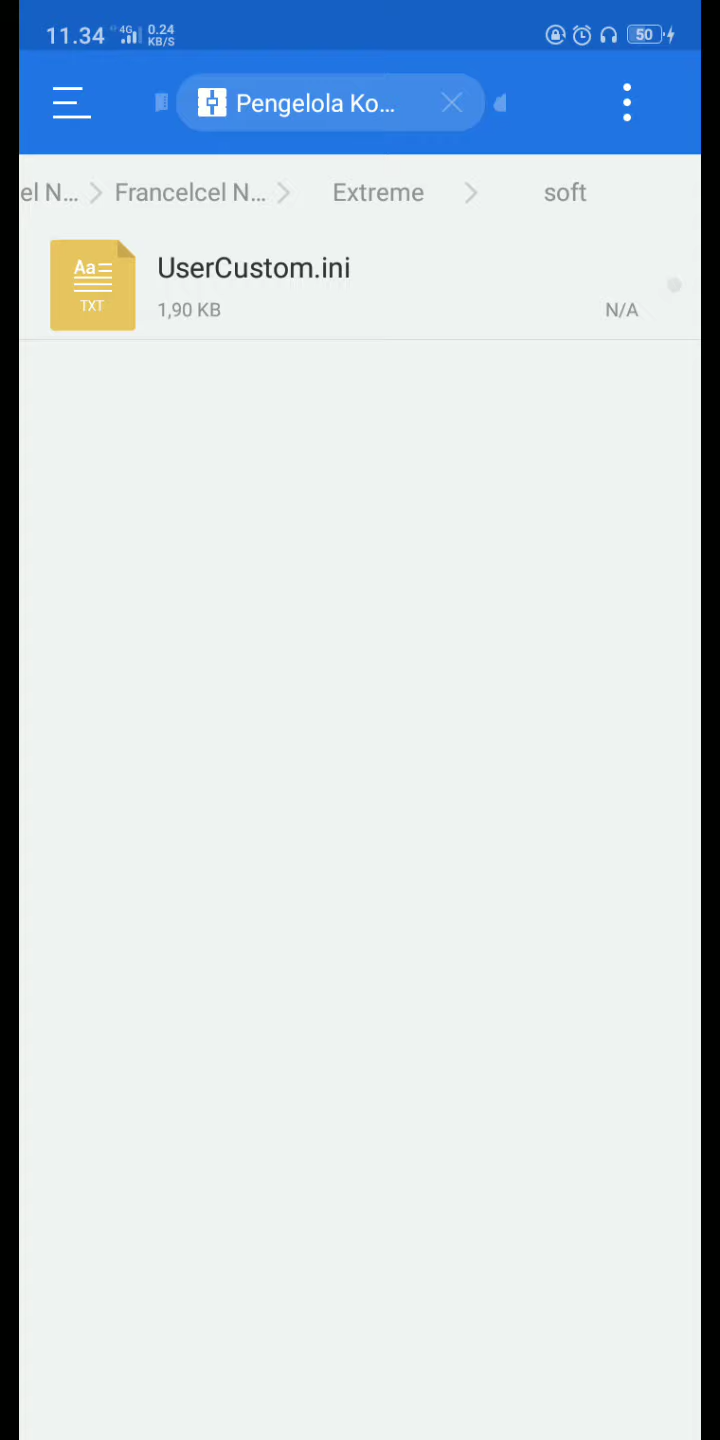 11.34 4G 0.24 KB/S 50
Pengelola Ko...
el N... Francelcel N... Extreme soft
Aa
TXT
UserCustom.ini
1,90 KB N/A